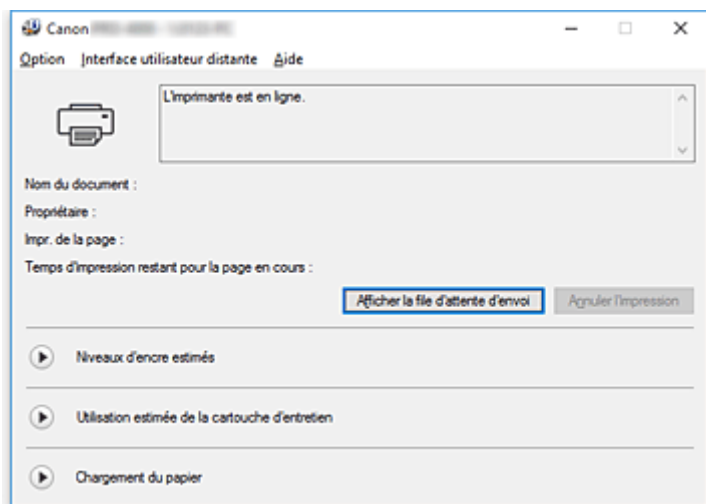 Canon
Option Interface utilisateur distante Aide
L'imprimante est en ligne.
Nom du document :
Propriétaire :
Impr. de la page :
Temps d'impression restant pour la page en cours :
Afficher la file d'attente d'envoi Annuler l'impression
Niveaux d'encre estimés
Utilisation estimée de la cartouche d'entretien
Chargement du papier